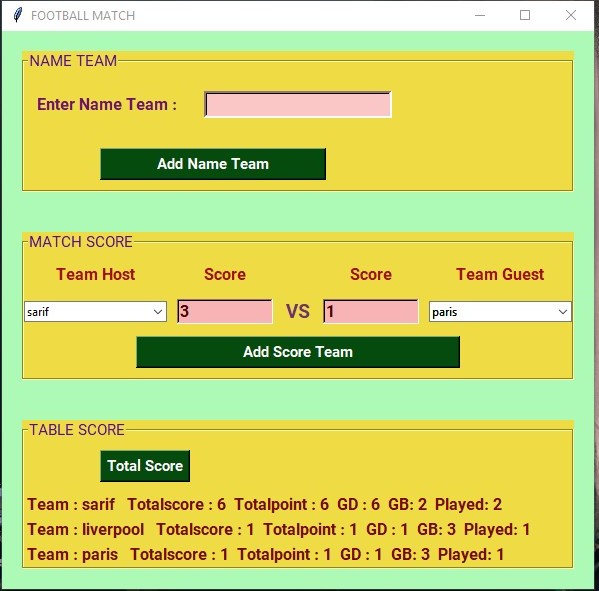 FOOTBALL MATCH
NAME TEAM
Enter Name Team :
Add Name Team
MATCH SCORE
Team Host Score Score Team Guest
sarif 3 VS 1 paris
Add Score Team
TABLE SCORE
Total Score
Team : sarif Totalscore : 6 Totalpoint : 6 GD : 6 GB: 2 Played: 2
Team : liverpool Totalscore : 1 Totalpoint : 1 GD : 1 GB: 3 Played: 1
Team : paris Totalscore : 1 Totalpoint : 1 GD : 1 GB: 3 Played: 1